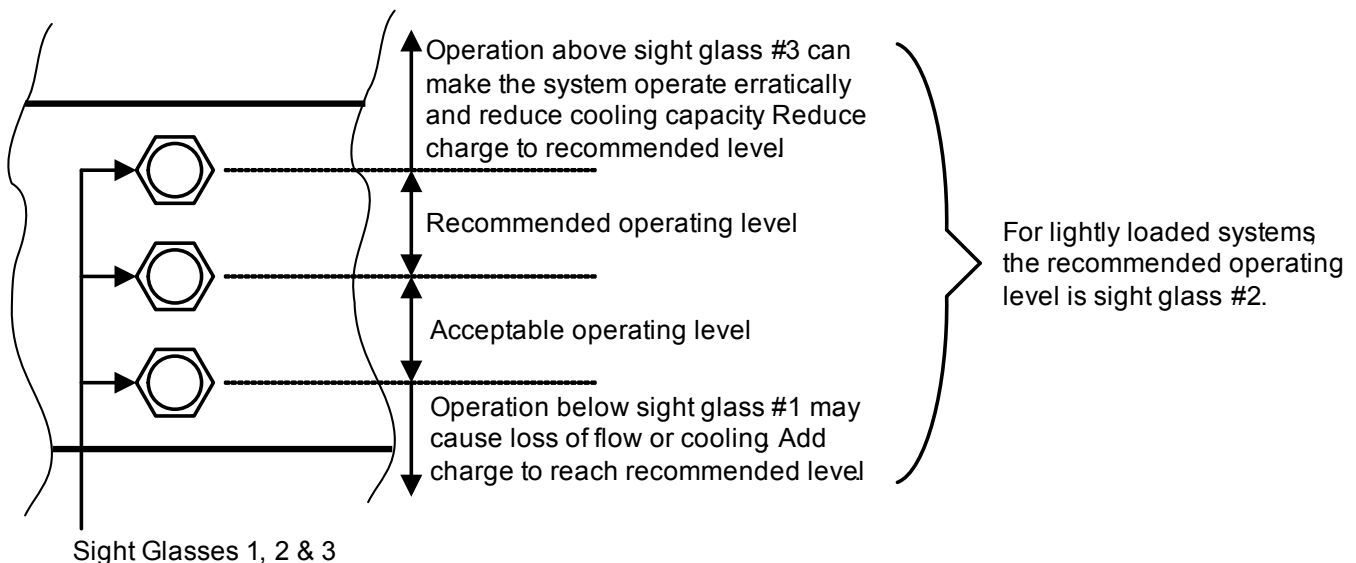 Operation above sight glass #3 can
make the system operate erratically
and reduce cooling capacity Reduce
charge to recommended level
Recommended operating level
Acceptable operating level
Operation below sight glass #1 may
cause loss of flow or cooling Add
charge to reach recommended level
For lightly loaded systems,
the recommended operating
level is sight glass #2.
Sight Glasses 1, 2 & 3